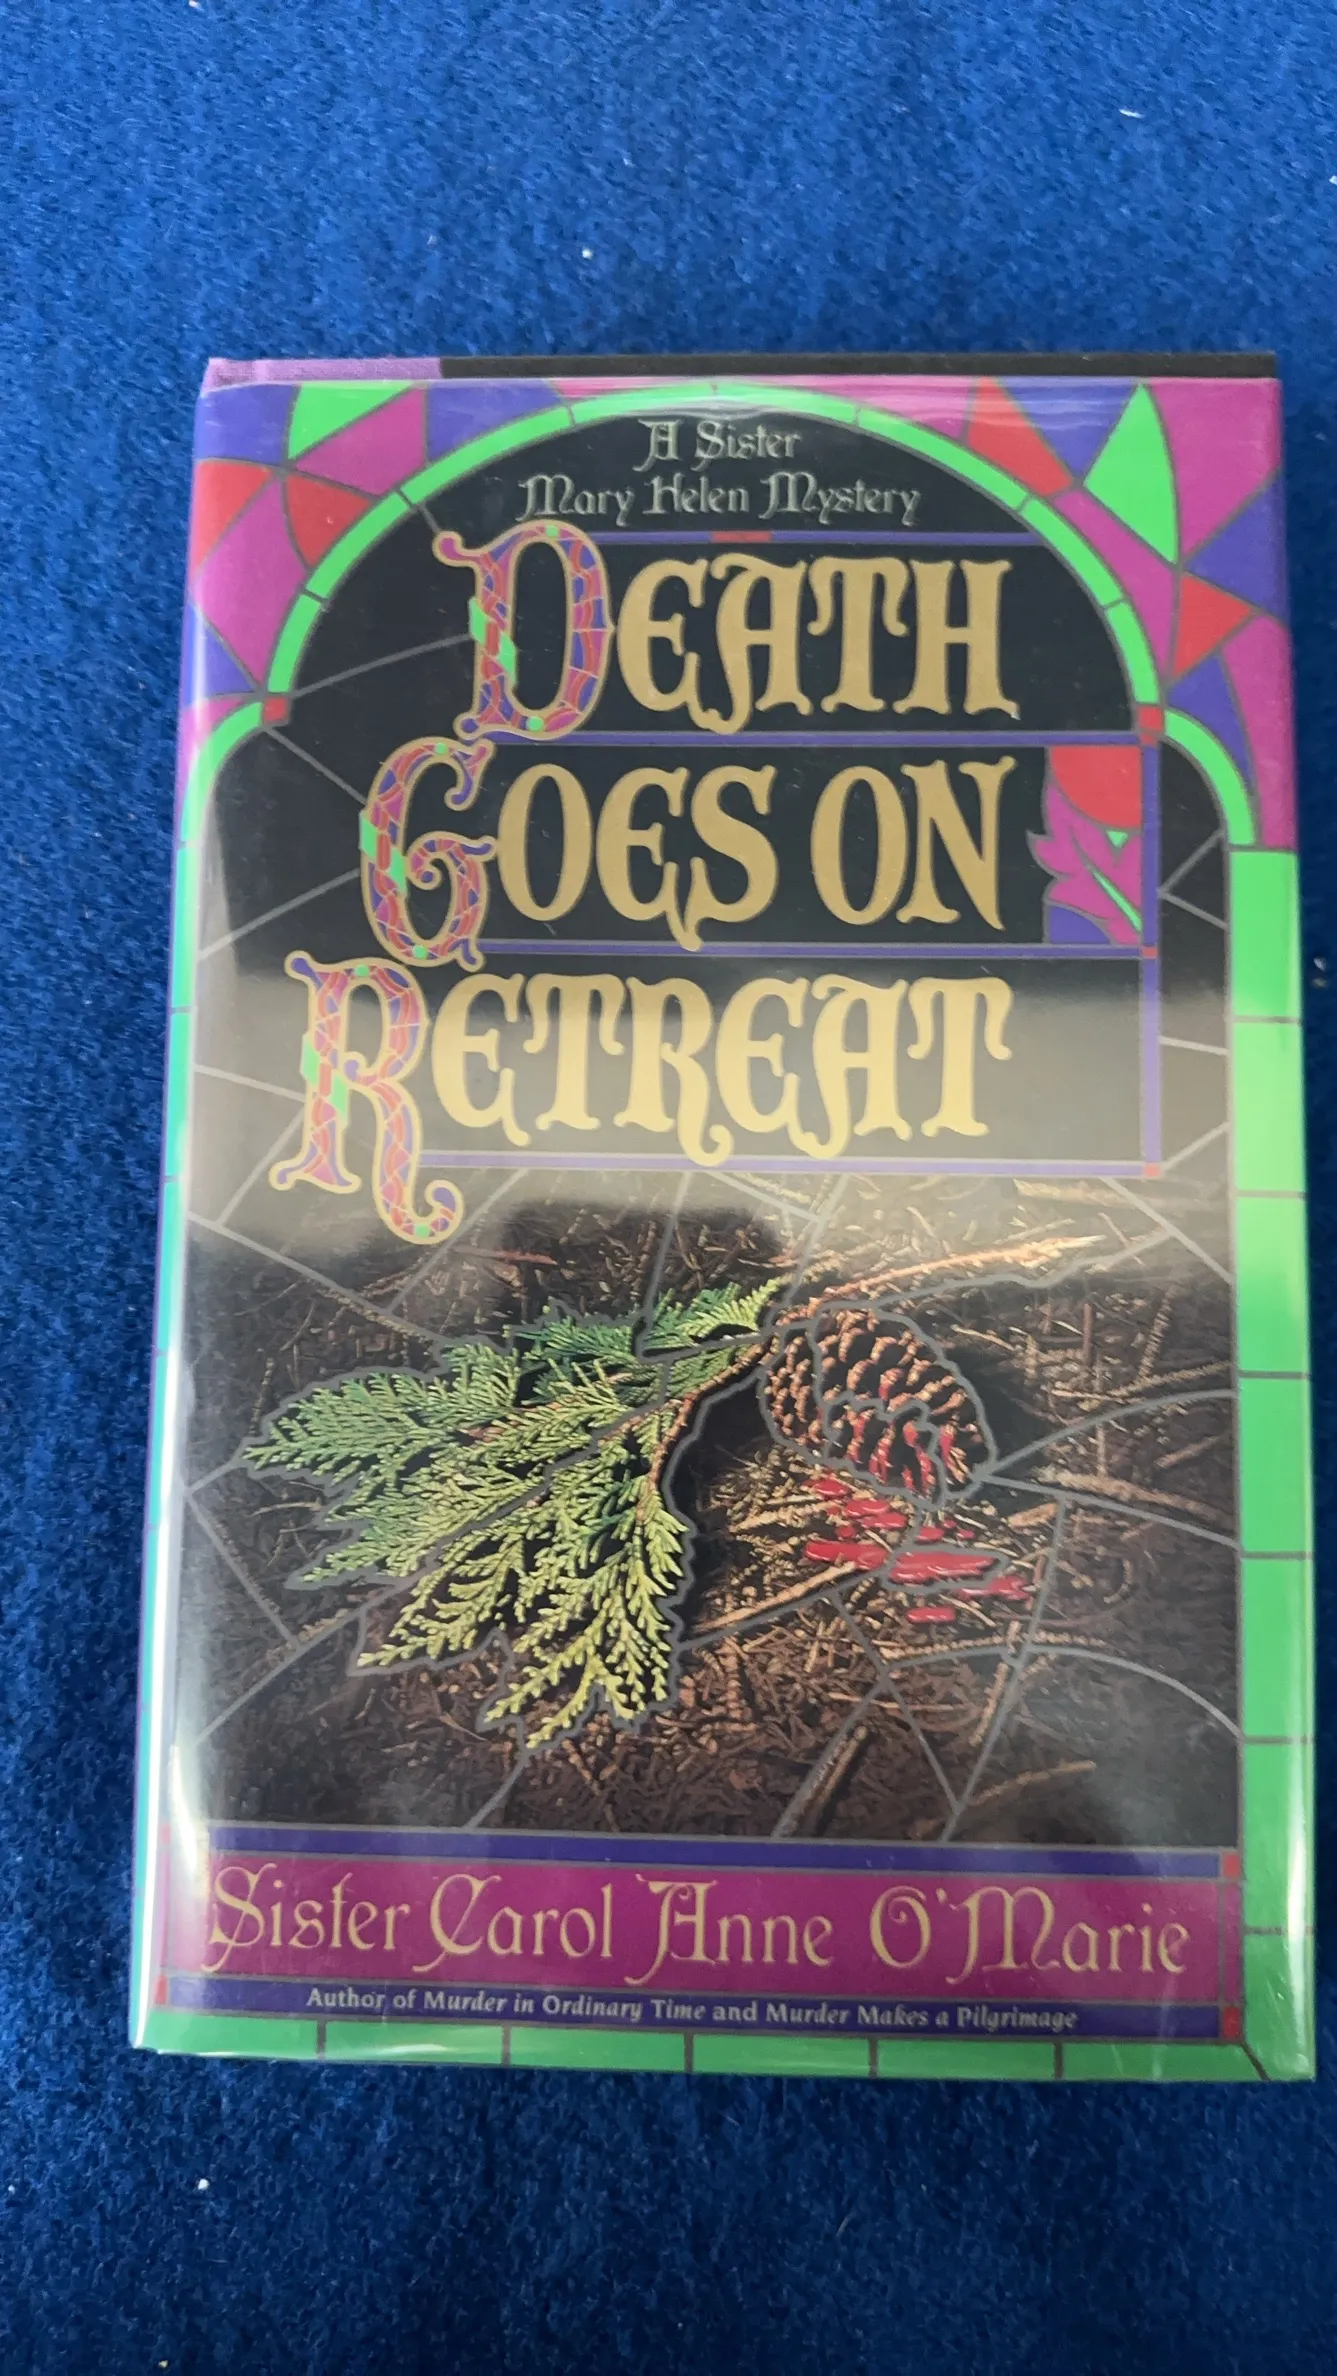 A Sister
Mary Helen Mystery
DEATH
GOES ON
RETREAT
Sister Carol Anne O'Marie
Author of Murder in Ordinary Time and Murder Makes a Pilgrimage